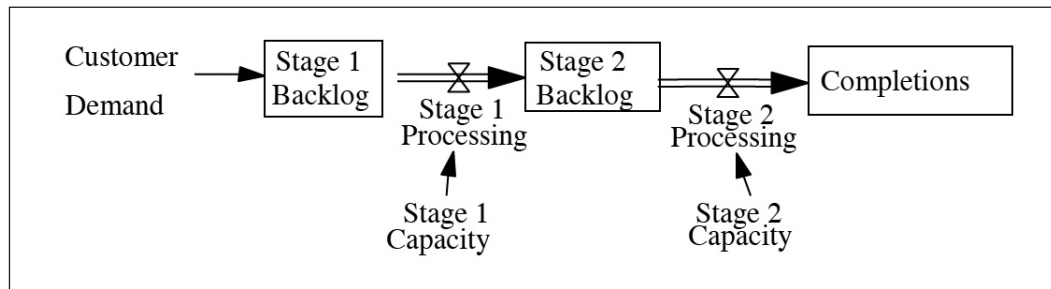 Customer
Demand
Stage 1
Backlog
Stage 1
Processing
Stage 1
Capacity
Stage 2
Backlog
Stage 2
Processing
Stage 2
Capacity
Completions